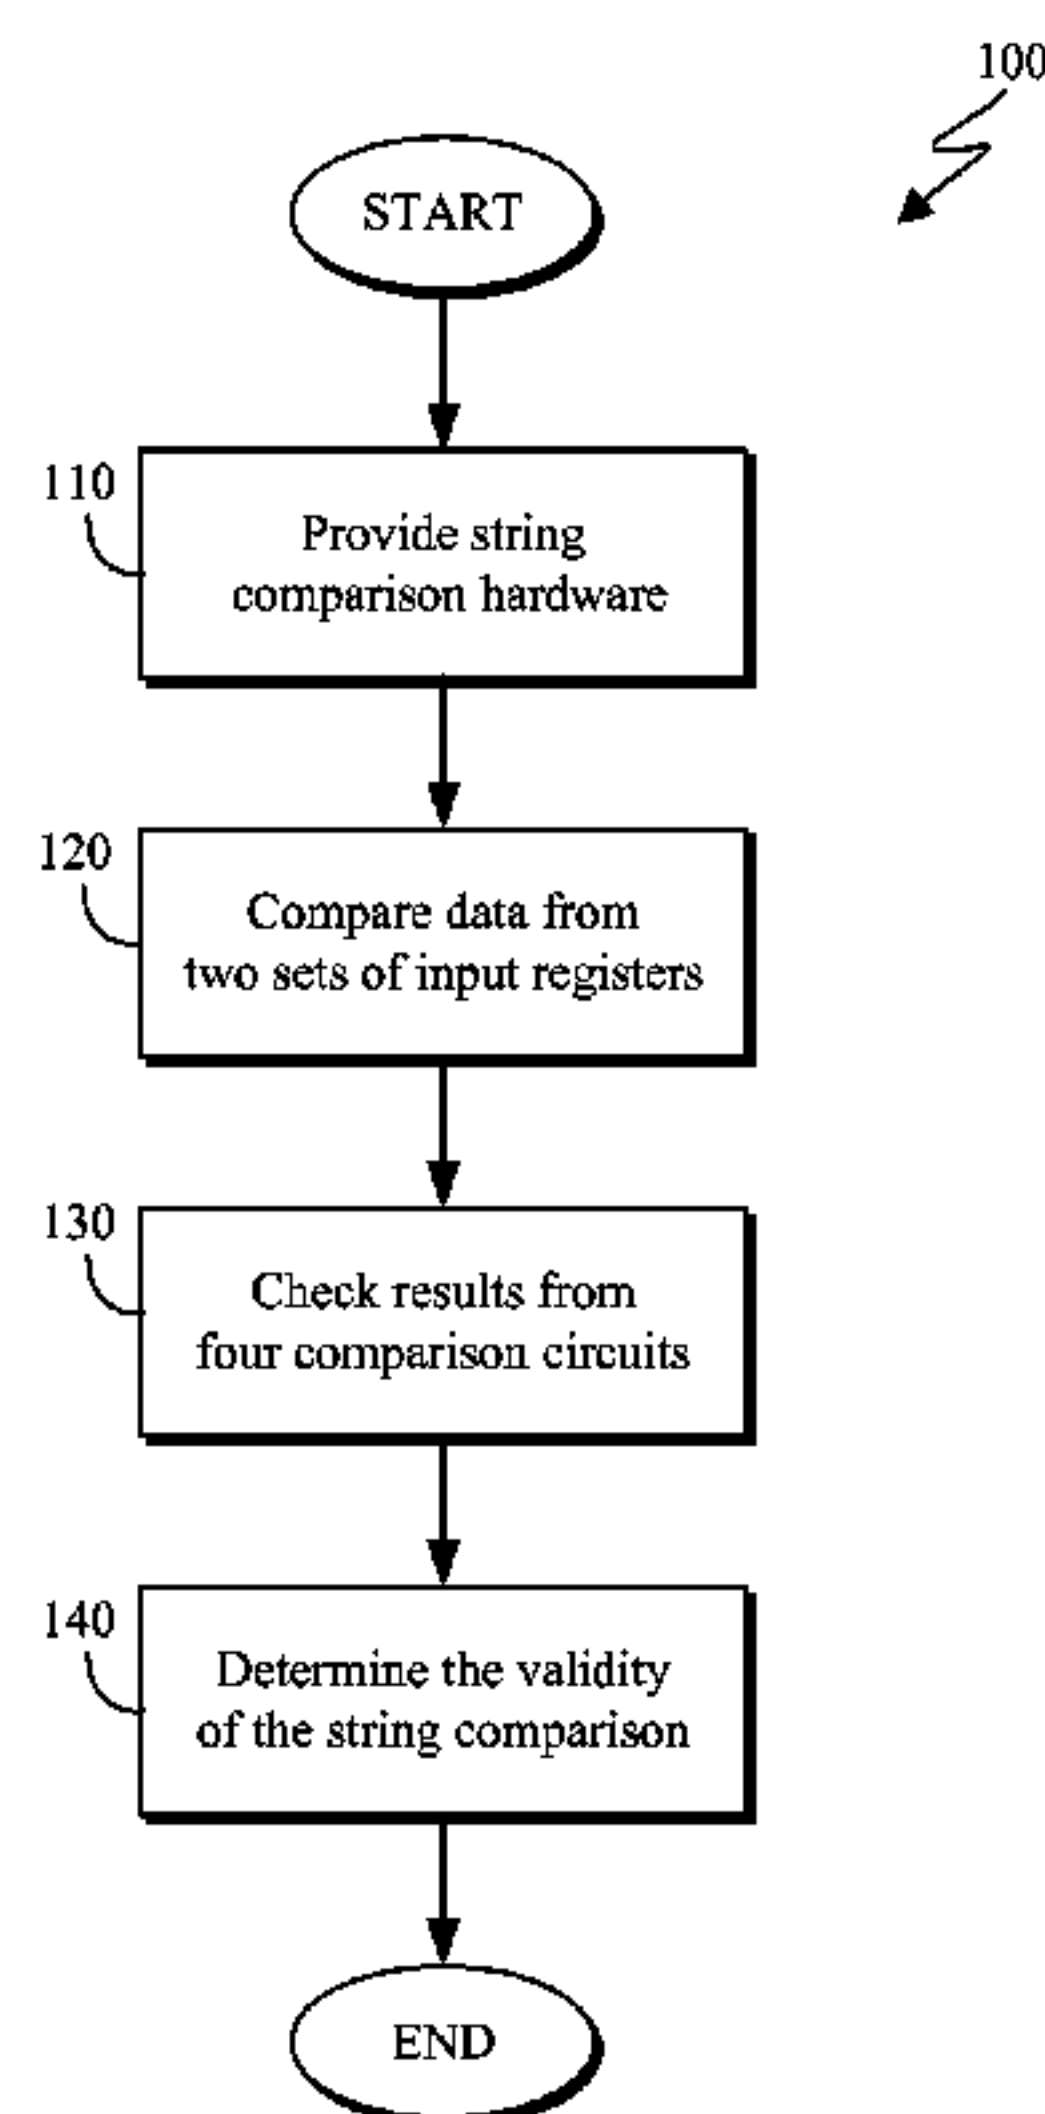 100
START
110
Provide string
comparison hardware
120
Compare data from
two sets of input registers
130
Check results from
four comparison circuits
140
Determine the validity
of the string comparison
END